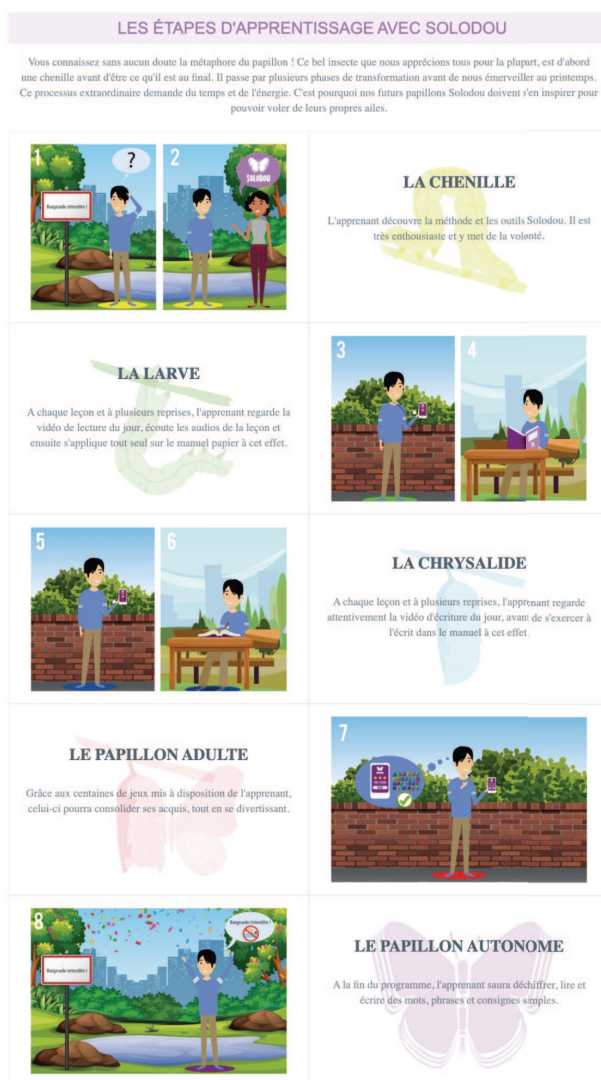 LES ÉTAPES D'APPRENTISSAGE AVEC SOLODOU
Vous connaissez sans aucun doute la métaphore du papillon ! Ce bel insecte que nous apprécions tous pour la plupart, est d'abord
une chenille avant d'être ce qu'il est au final. Il passe par plusieurs phases de transformation avant de nous émerveiller au printemps.
Ce processus extraordinaire demande du temps et de l'énergie. C'est pourquoi nos futurs papillons Solodou doivent s'en inspirer pour
pouvoir voler de leurs propres ailes.
1
?
Baignade interdite !
2
SOLODOU
LA CHENILLE
L'apprenant découvre la méthode et les outils Solodou. Il est
très enthousiaste et y met de la volonté.
LA LARVE
A chaque leçon et à plusieurs reprises, l'apprenant regarde la
vidéo de lecture du jour, écoute les audios de la leçon et
ensuite s'applique tout seul sur le manuel papier à cet effet.
3
4
5
6
LA CHRYSALIDE
A chaque leçon et à plusieurs reprises, l'apprenant regarde
attentivement la vidéo d'écriture du jour, avant de s'exercer à
l'écrit dans le manuel à cet effet.
LE PAPILLON ADULTE
Grâce aux centaines de jeux mis à disposition de l'apprenant,
celui-ci pourra consolider ses acquis, tout en se divertissant.
7
8
Baignade interdite !
Baignade interdite !
LE PAPILLON AUTONOME
A la fin du programme, l'apprenant saura déchiffrer, lire et
écrire des mots, phrases et consignes simples.